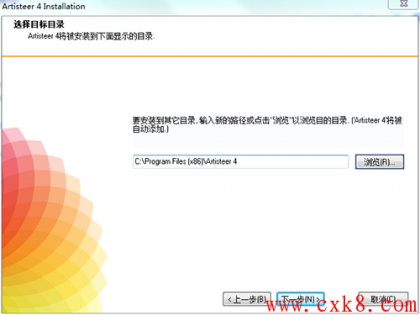 Artisteer 4 Installation
选择目标目录
Artisteer 4将被安装到下面显示的目录.
要安装到其它目录, 输入新的路径或点击"浏览"以浏览目的目录. ('Artisteer 4'将被
自动添加.)
C:\Program Files (x86)\Artisteer 4
浏览(R)...
<上一步(B) 下一步(N)> 取消(C)
www.cxk8.com